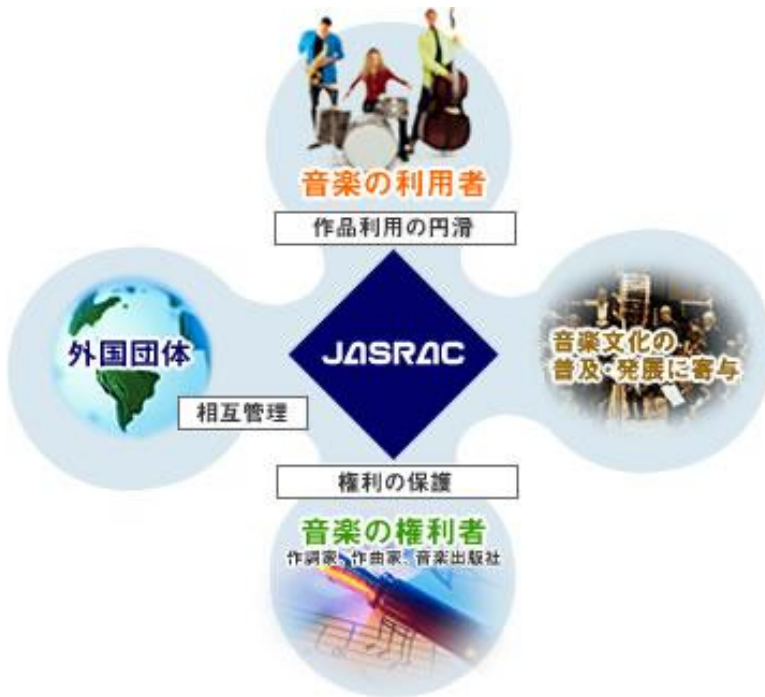 音楽の利用者
作品利用の円滑
外国団体
JASRAC
音楽文化の
普及・発展に寄与
相互管理
権利の保護
音楽の権利者
作詞家、作曲家、音楽出版社